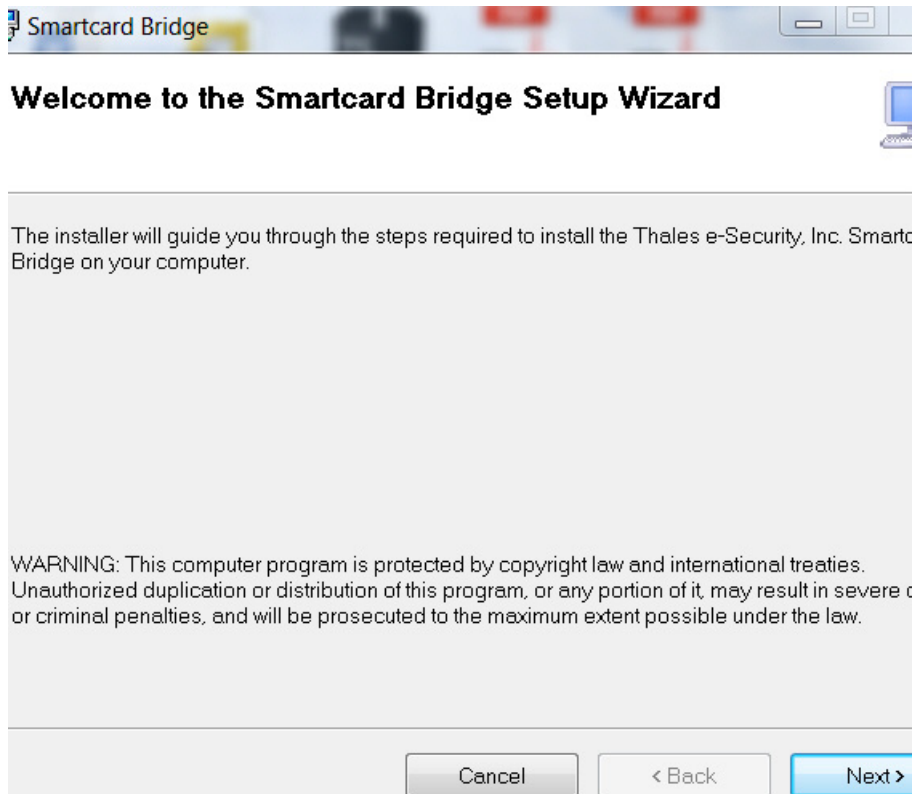 Smartcard Bridge
Welcome to the Smartcard Bridge Setup Wizard
The installer will guide you through the steps required to install the Thales e-Security, Inc.
Bridge on your computer.
WARNING: This computer program is protected by copyright law and international treaties.
Unauthorized duplication or distribution of this program, or any portion of it, may result in severe
or criminal penalties, and will be prosecuted to the maximum extent possible under the law.
Cancel
< Back
Next >